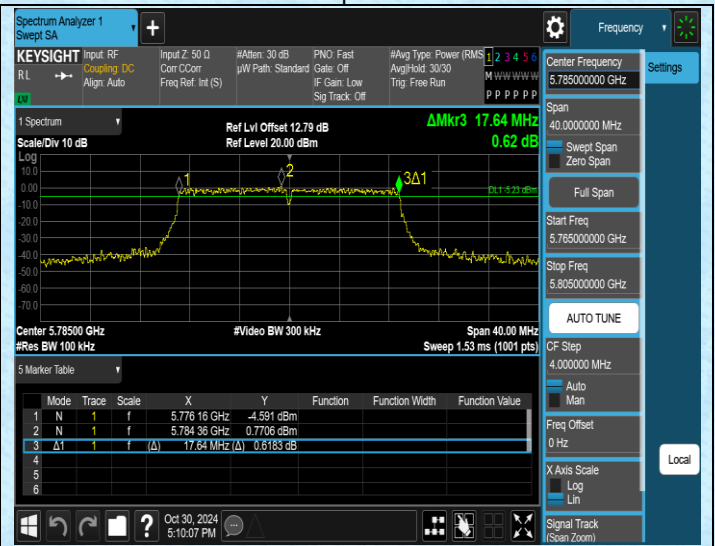 Spectrum Analyzer 1
Swept SA
Frequency
KEYSIGHT
RL
LXI
Input: RF
Coupling: DC
Align: Auto
Input Z: 50 Ω
Corr CCorr
Freq Ref: Int (S)
#Atten: 30 dB
µW Path: Standard
PNO: Fast
Gate: Off
IF Gain: Low
Sig Track: Off
#Avg Type: Power (RMS)
Avg|Hold: 30/30
Trig: Free Run
1 2 3 4 5 6
M W W W W W
P P P P P P
1 Spectrum
Scale/Div 10 dB
Ref Lvl Offset 12.79 dB
Ref Level 20.00 dBm
ΔMkr3 17.64 MHz
0.62 dB
Log
10.0
0.00
-10.0
-20.0
-30.0
-40.0
-50.0
-60.0
-70.0
1
2
3Δ1
DL1 -5.23 dBm
Center 5.78500 GHz
#Res BW 100 kHz
#Video BW 300 kHz
Span 40.00 MHz
Sweep 1.53 ms (1001 pts)
5 Marker Table
Mode Trace Scale X Y Function Function Width Function Value
1 N 1 f 5.776 16 GHz -4.591 dBm
2 N 1 f 5.784 36 GHz 0.7706 dBm
3 Δ1 1 f (Δ) 17.64 MHz (Δ) 0.6183 dB
4
5
6
Oct 30, 2024
5:10:07 PM
Center Frequency
5.785000000 GHz
Span
40.0000000 MHz
Swept Span
Zero Span
Full Span
Start Freq
5.765000000 GHz
Stop Freq
5.805000000 GHz
AUTO TUNE
CF Step
4.000000 MHz
Auto
Man
Freq Offset
0 Hz
X Axis Scale
Log
Lin
Signal Track
(Span Zoom)
Settings
Local